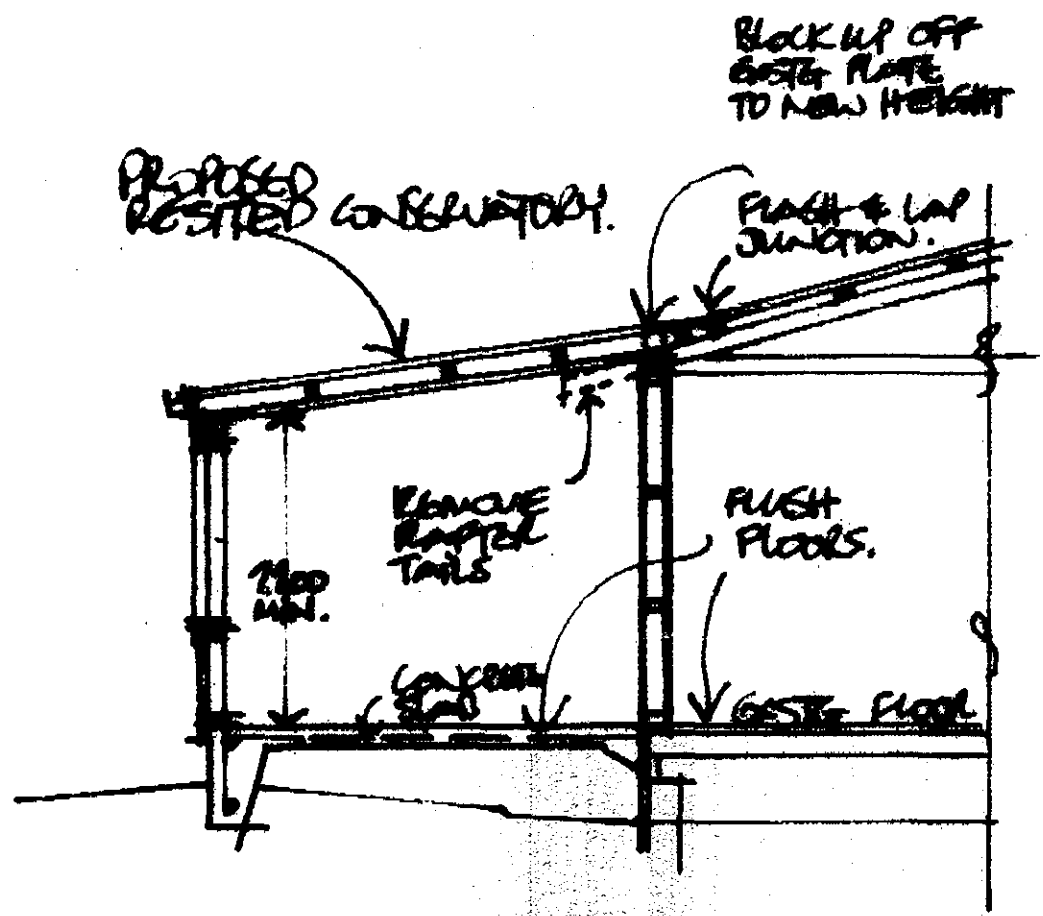 BLOCK UP OFF
EXSTG PLATE
TO NEW HEIGHT
PROPOSED
RESITED CONSERVATORY.
FLASH & LAP
JUNCTION.
REMOVE
RAFTER
TAILS
FLUSH
FLOORS.
MIN.
CONCRETE
SLAB
EXSTG FLOOR